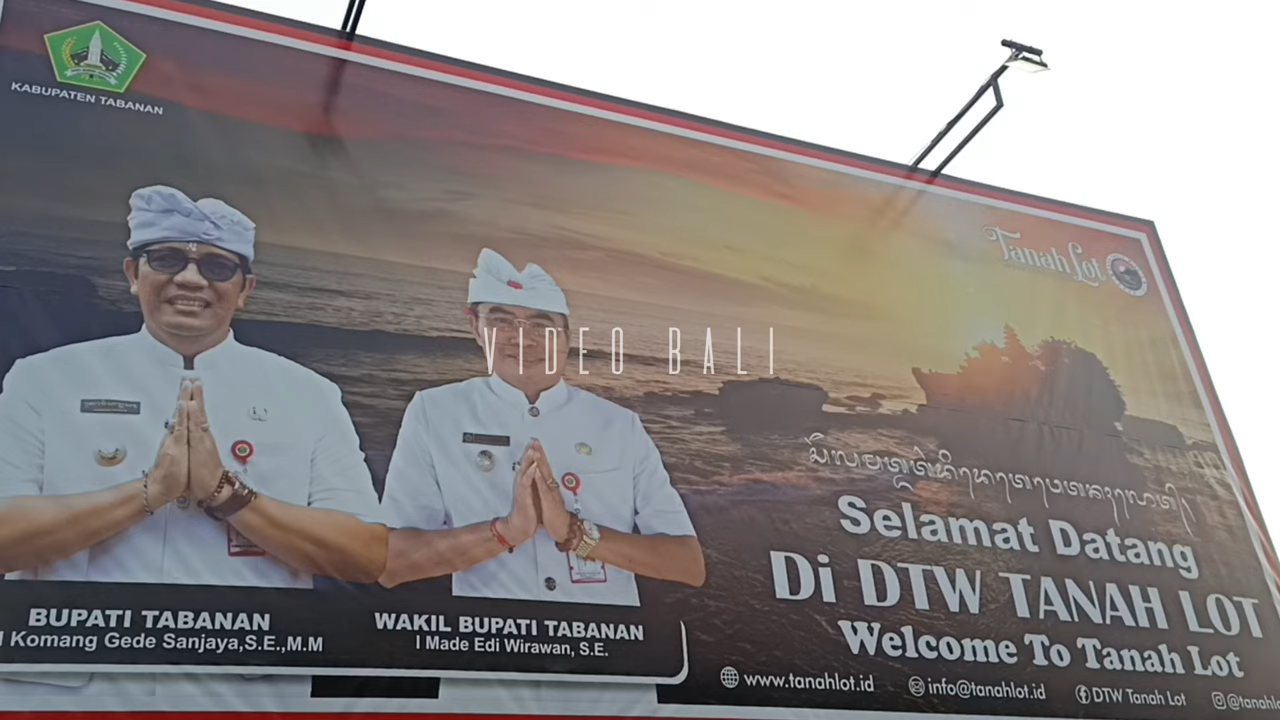 KABUPATEN TABANAN
Tanah Lot
VIDEO BALI
Selamat Datang
Di DTW TANAH LOT
Welcome To Tanah Lot
BUPATI TABANAN
I Komang Gede Sanjaya,S.E.,M.M
WAKIL BUPATI TABANAN
I Made Edi Wirawan, S.E.
www.tanahlot.id
info@tanahlot.id
DTW Tanah Lot